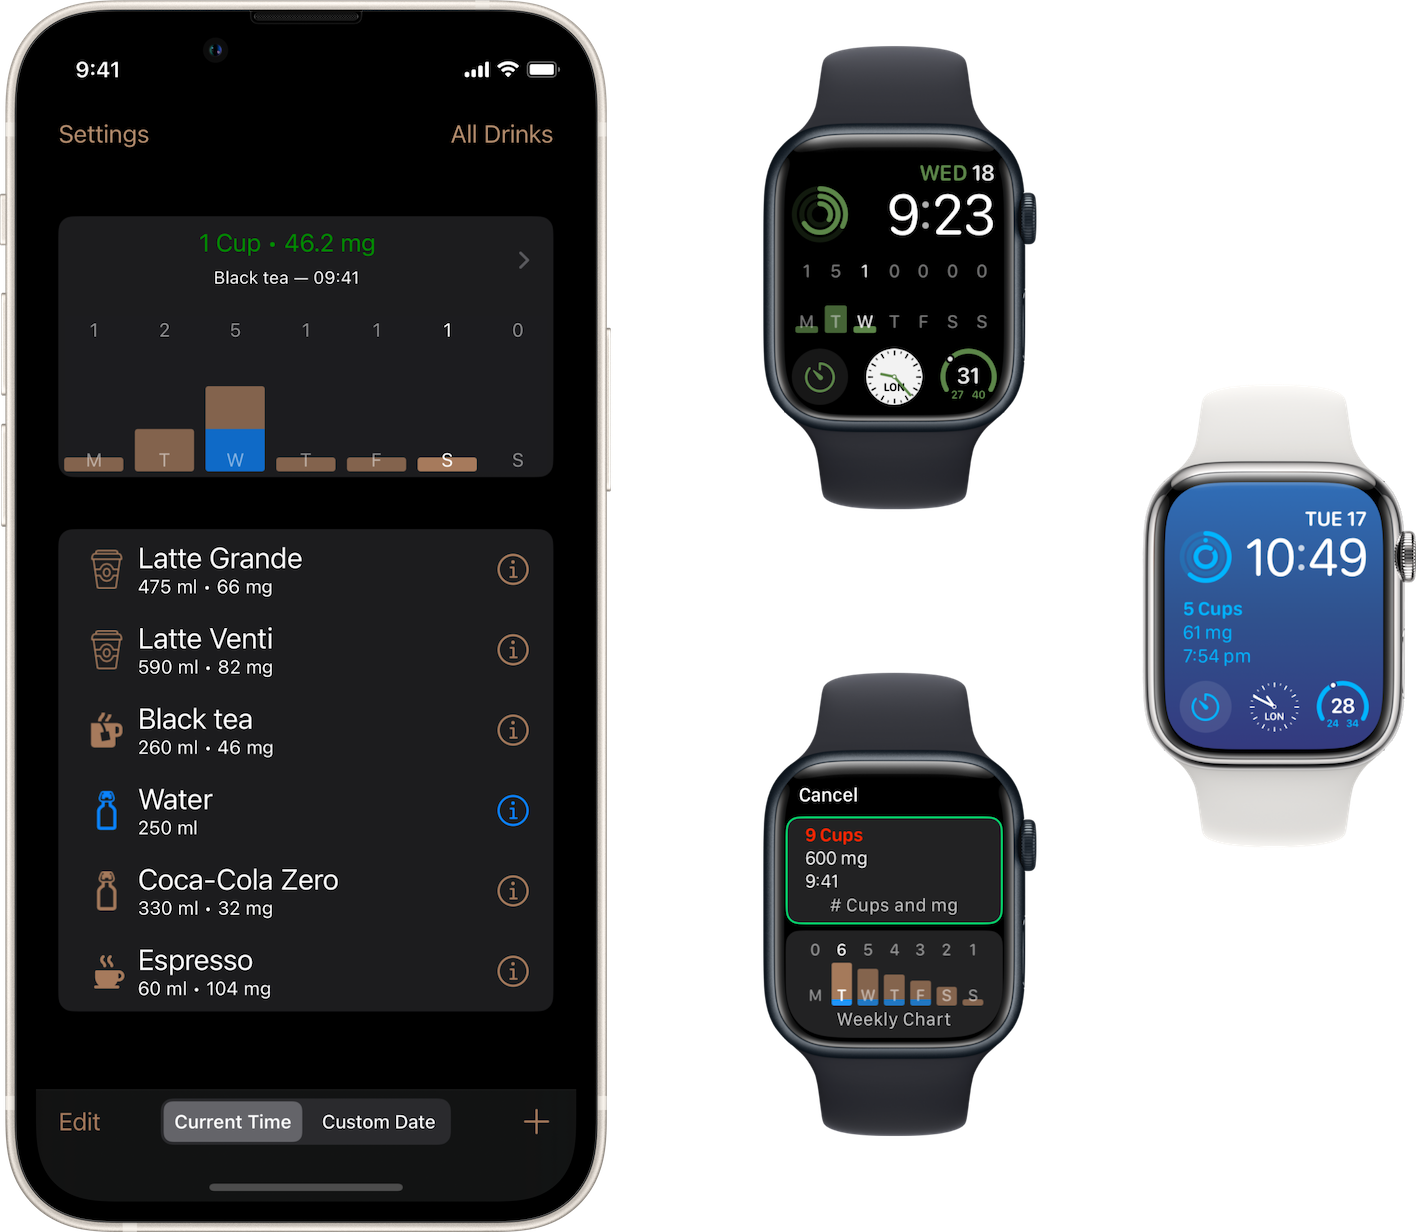 9:41
Settings
All Drinks
1 Cup • 46.2 mg
Black tea — 09:41
1 2 5 1 1 1 0
M T W T F S S
Latte Grande
475 ml • 66 mg
Latte Venti
590 ml • 82 mg
Black tea
260 ml • 46 mg
Water
250 ml
Coca-Cola Zero
330 ml • 32 mg
Espresso
60 ml • 104 mg
Edit
Current Time
Custom Date
WED 18
9:23
1 5 1 0 0 0 0
M T W T F S S
LON
31
27 40
TUE 17
10:49
5 Cups
61 mg
7:54 pm
LON
28
24 34
Cancel
9 Cups
600 mg
9:41
# Cups and mg
0 6 5 4 3 2 1
M T W T F S S
Weekly Chart